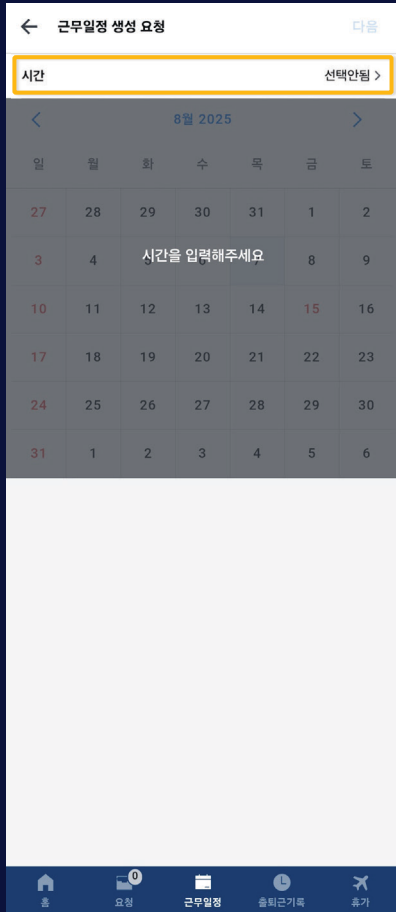 근무일정 생성 요청 다음
시간 선택안됨 >
< 8월 2025 >
일 월 화 수 목 금 토
27 28 29 30 31 1 2
시간을 입력해주세요
3 4 5 6 7 8 9
10 11 12 13 14 15 16
17 18 19 20 21 22 23
24 25 26 27 28 29 30
31 1 2 3 4 5 6
0
홈 요청 근무일정 출퇴근기록 휴가